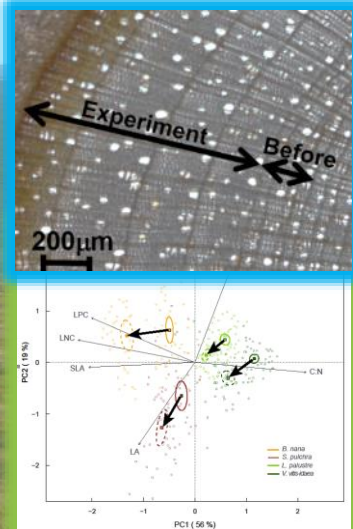 Experiment
Before
200µm
1
LPC
LNC
0
SLA
C:N
PC2 ( 19 % )
-1
LA
B. nana
S. pulchra
L. palustre
V. vitis-idaea
-2
-2
-1
0
1
2
PC1 ( 56 % )